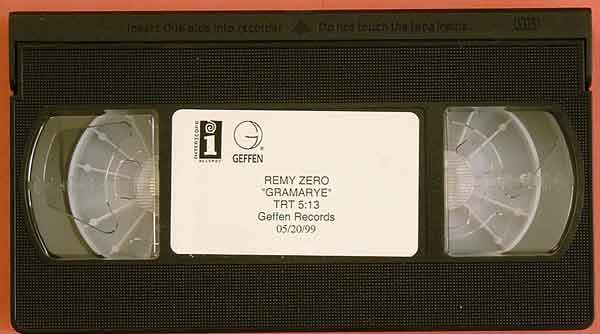 Insert this side into recorder Do not touch the tape inside
VHS
INTERSCOPE
RECORDS
GEFFEN
REMY ZERO
"GRAMARYE"
TRT 5:13
Geffen Records
05/20/99